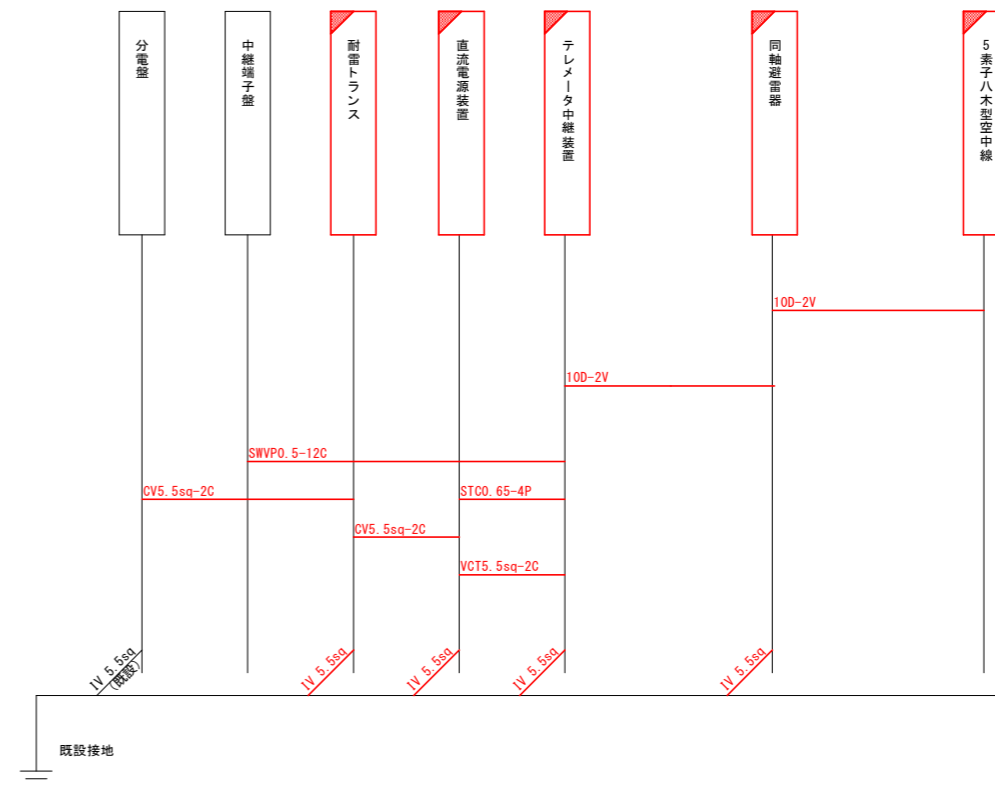 分電盤
中継端子盤
耐雷トランス
直流電源装置
テレメータ中継装置
同軸避雷器
5素子八木型空中線
10D-2V
10D-2V
SWVP0.5-12C
CV5.5sq-2C
STC0.65-4P
CV5.5sq-2C
VCT5.5sq-2C
IV 5.5sq
(既設)
IV 5.5sq
IV 5.5sq
IV 5.5sq
IV 5.5sq
既設接地